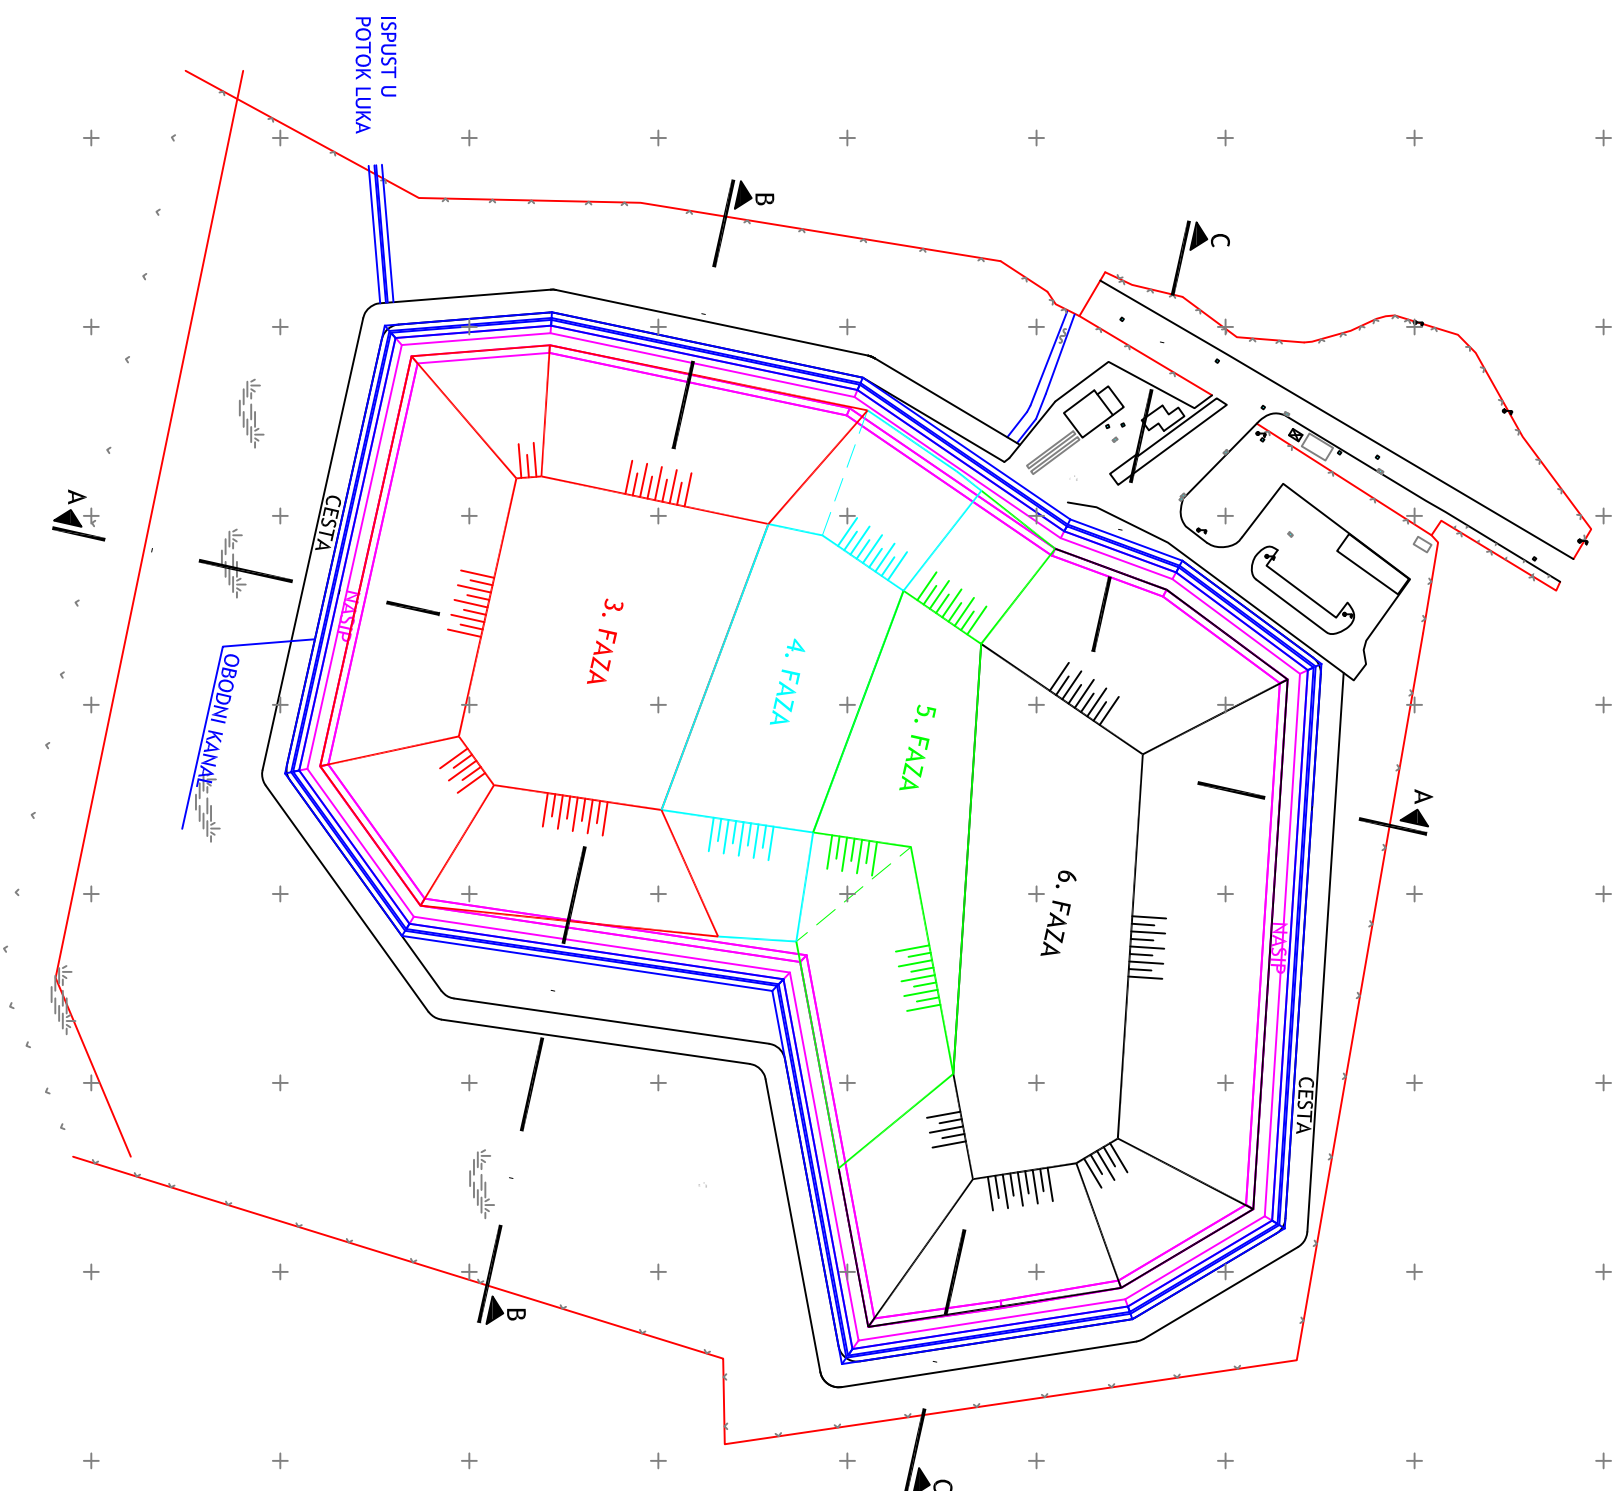 ISPUST U
POTOK LUKA
B
C
A
CESTA
NASIP
OBODNI KANAL
3. FAZA
4. FAZA
5. FAZA
6. FAZA
A
NASIP
CESTA
B
C